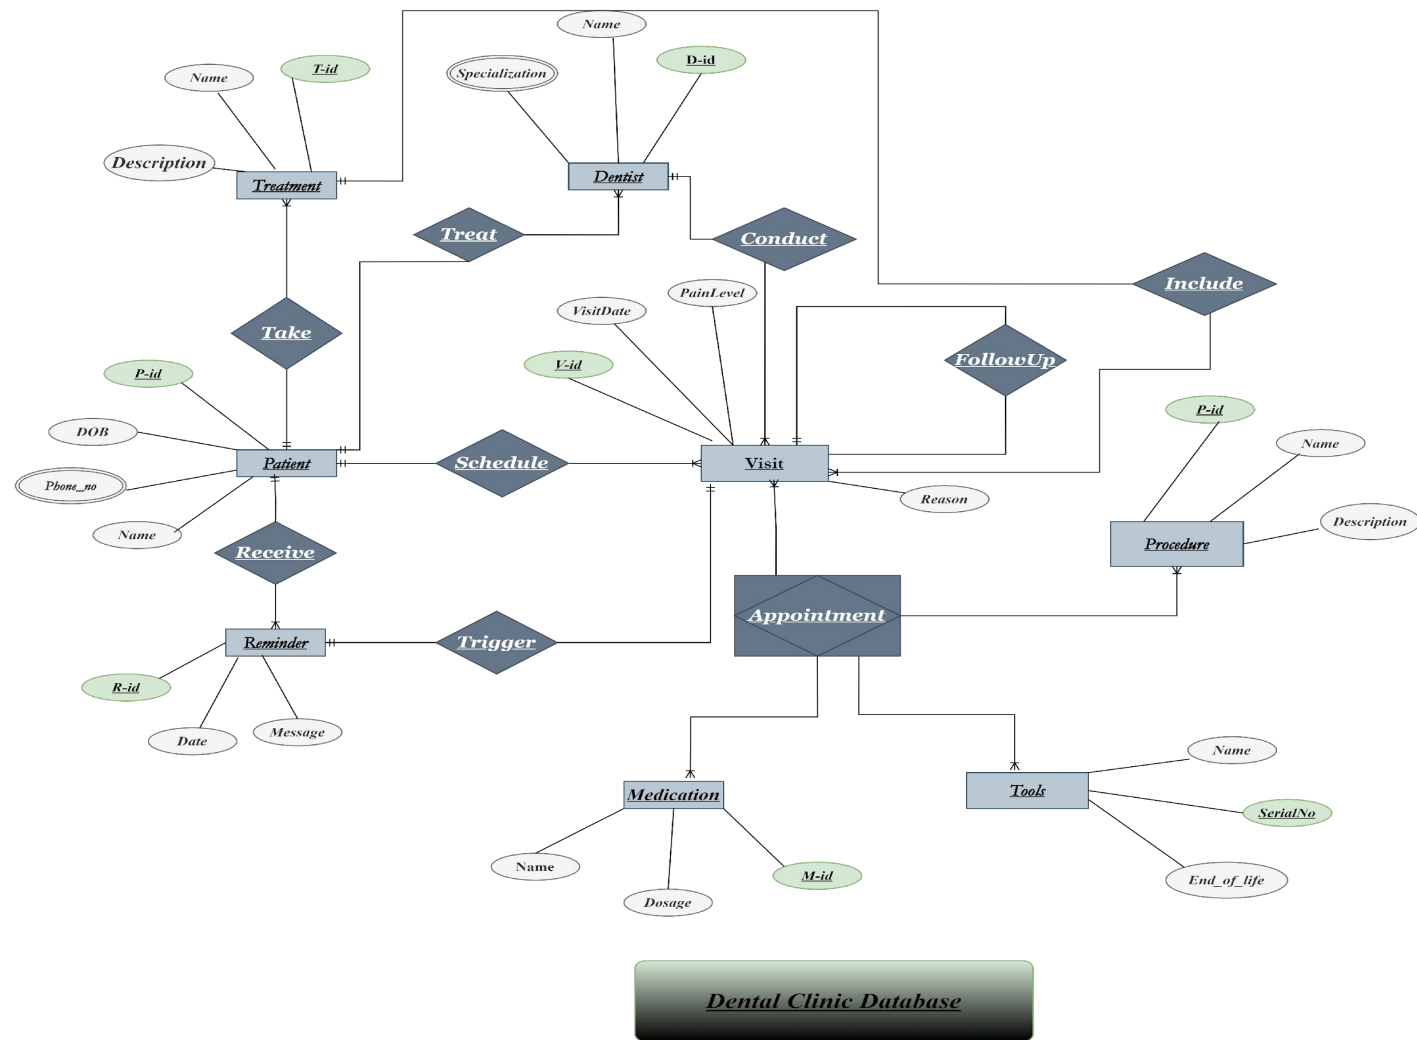 Name
Name
T-id
Specialization
D-id
Description
Treatment
Dentist
Treat
Conduct
Include
PainLevel
VisitDate
Take
FollowUp
V-id
P-id
P-id
DOB
Name
Patient
Schedule
Visit
Phone_no
Reason
Name
Description
Procedure
Receive
Appointment
Reminder
Trigger
R-id
Date
Message
Name
Medication
Tools
SerialNo
Name
M-id
End_of_life
Dosage
Dental Clinic Database